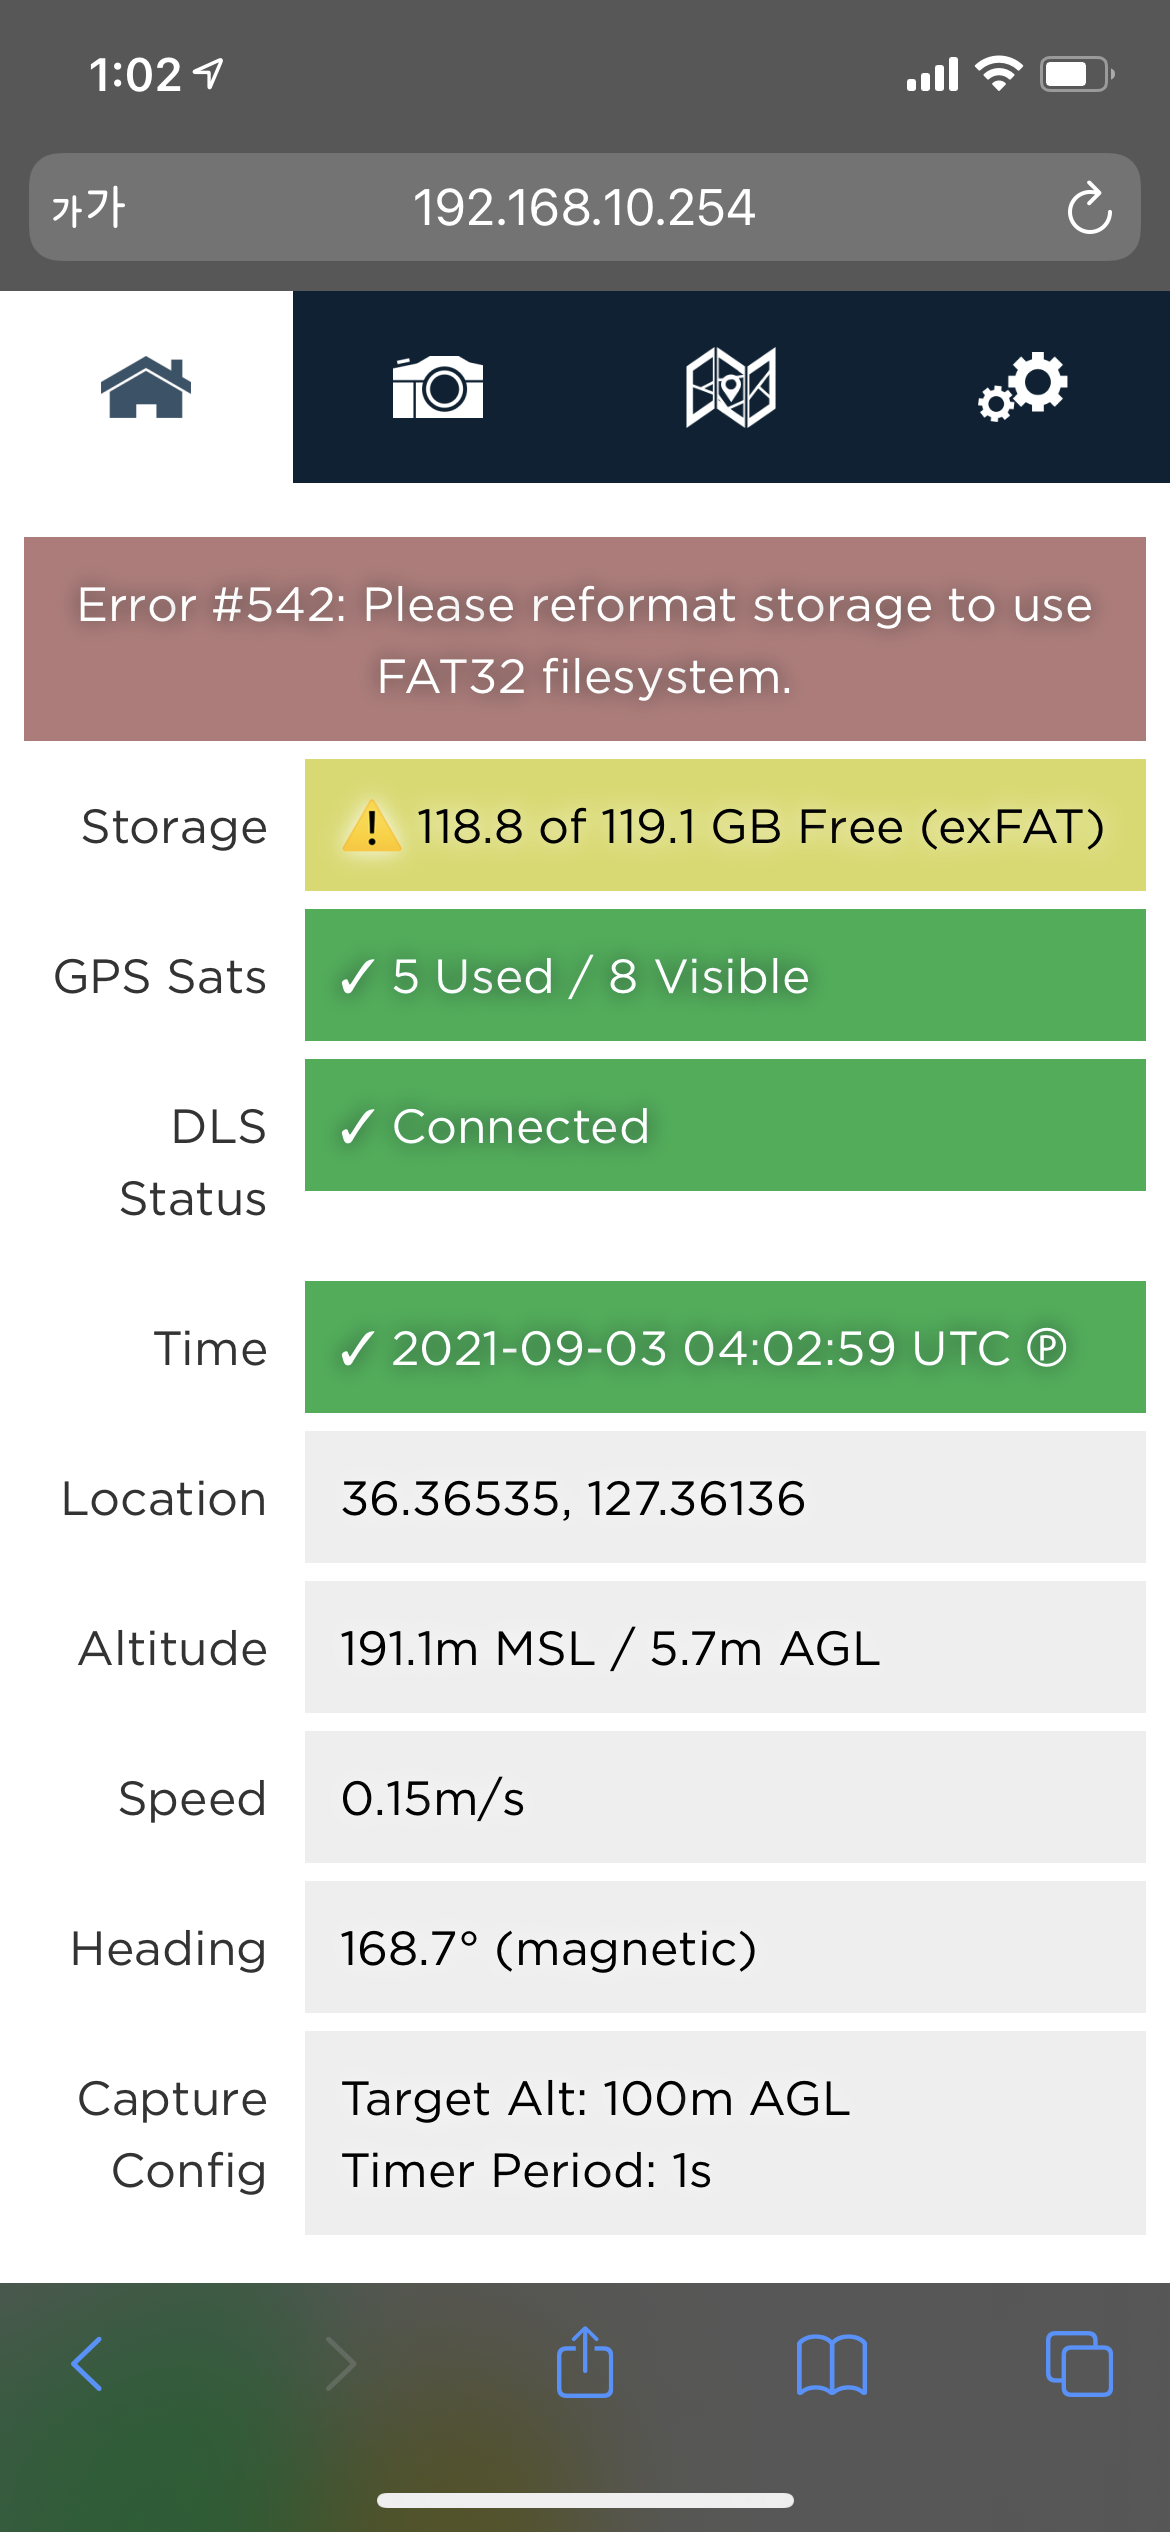 1:02
가가 192.168.10.254
Error #542: Please reformat storage to use
FAT32 filesystem.
Storage ⚠️ 118.8 of 119.1 GB Free (exFAT)
GPS Sats ✓ 5 Used / 8 Visible
DLS ✓ Connected
Status
Time ✓ 2021-09-03 04:02:59 UTC Ⓟ
Location 36.36535, 127.36136
Altitude 191.1m MSL / 5.7m AGL
Speed 0.15m/s
Heading 168.7° (magnetic)
Capture Target Alt: 100m AGL
Config Timer Period: 1s